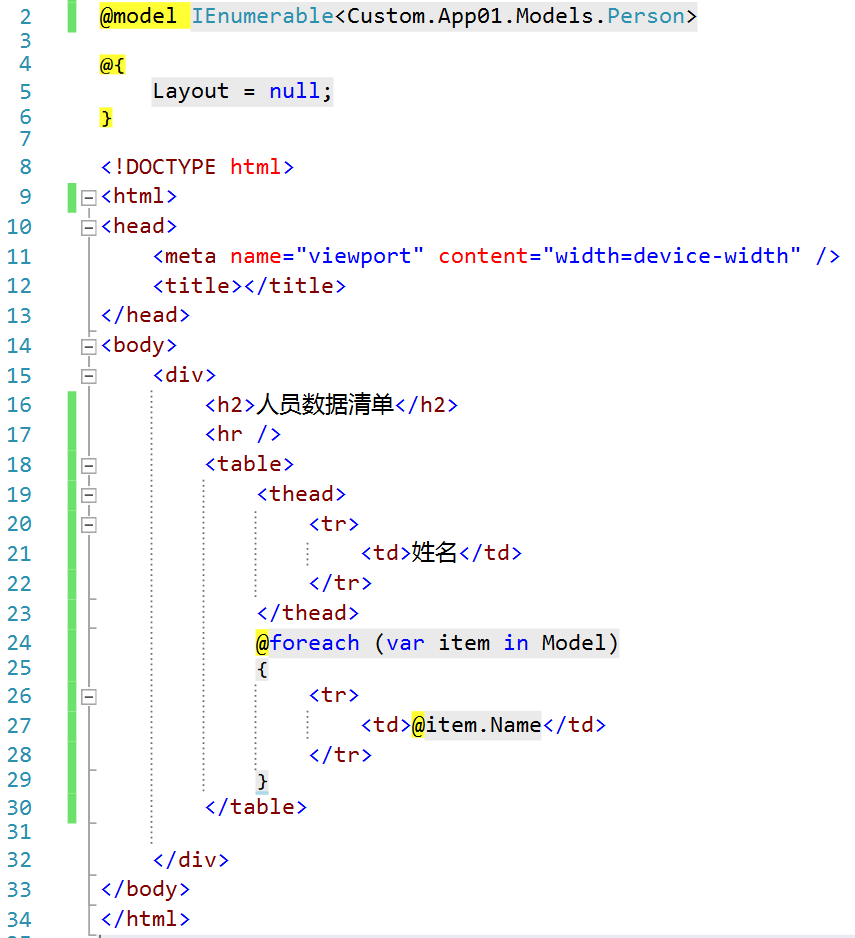 2 @model IEnumerable<Custom.App01.Models.Person>
3
4 @{
5     Layout = null;
6 }
7
8 <!DOCTYPE html>
9 <html>
10 <head>
11     <meta name="viewport" content="width=device-width" />
12     <title></title>
13 </head>
14 <body>
15     <div>
16         <h2>人员数据清单</h2>
17         <hr />
18         <table>
19             <thead>
20                 <tr>
21                     <td>姓名</td>
22                 </tr>
23             </thead>
24             @foreach (var item in Model)
25             {
26                 <tr>
27                     <td>@item.Name</td>
28                 </tr>
29             }
30         </table>
31
32     </div>
33 </body>
34 </html>